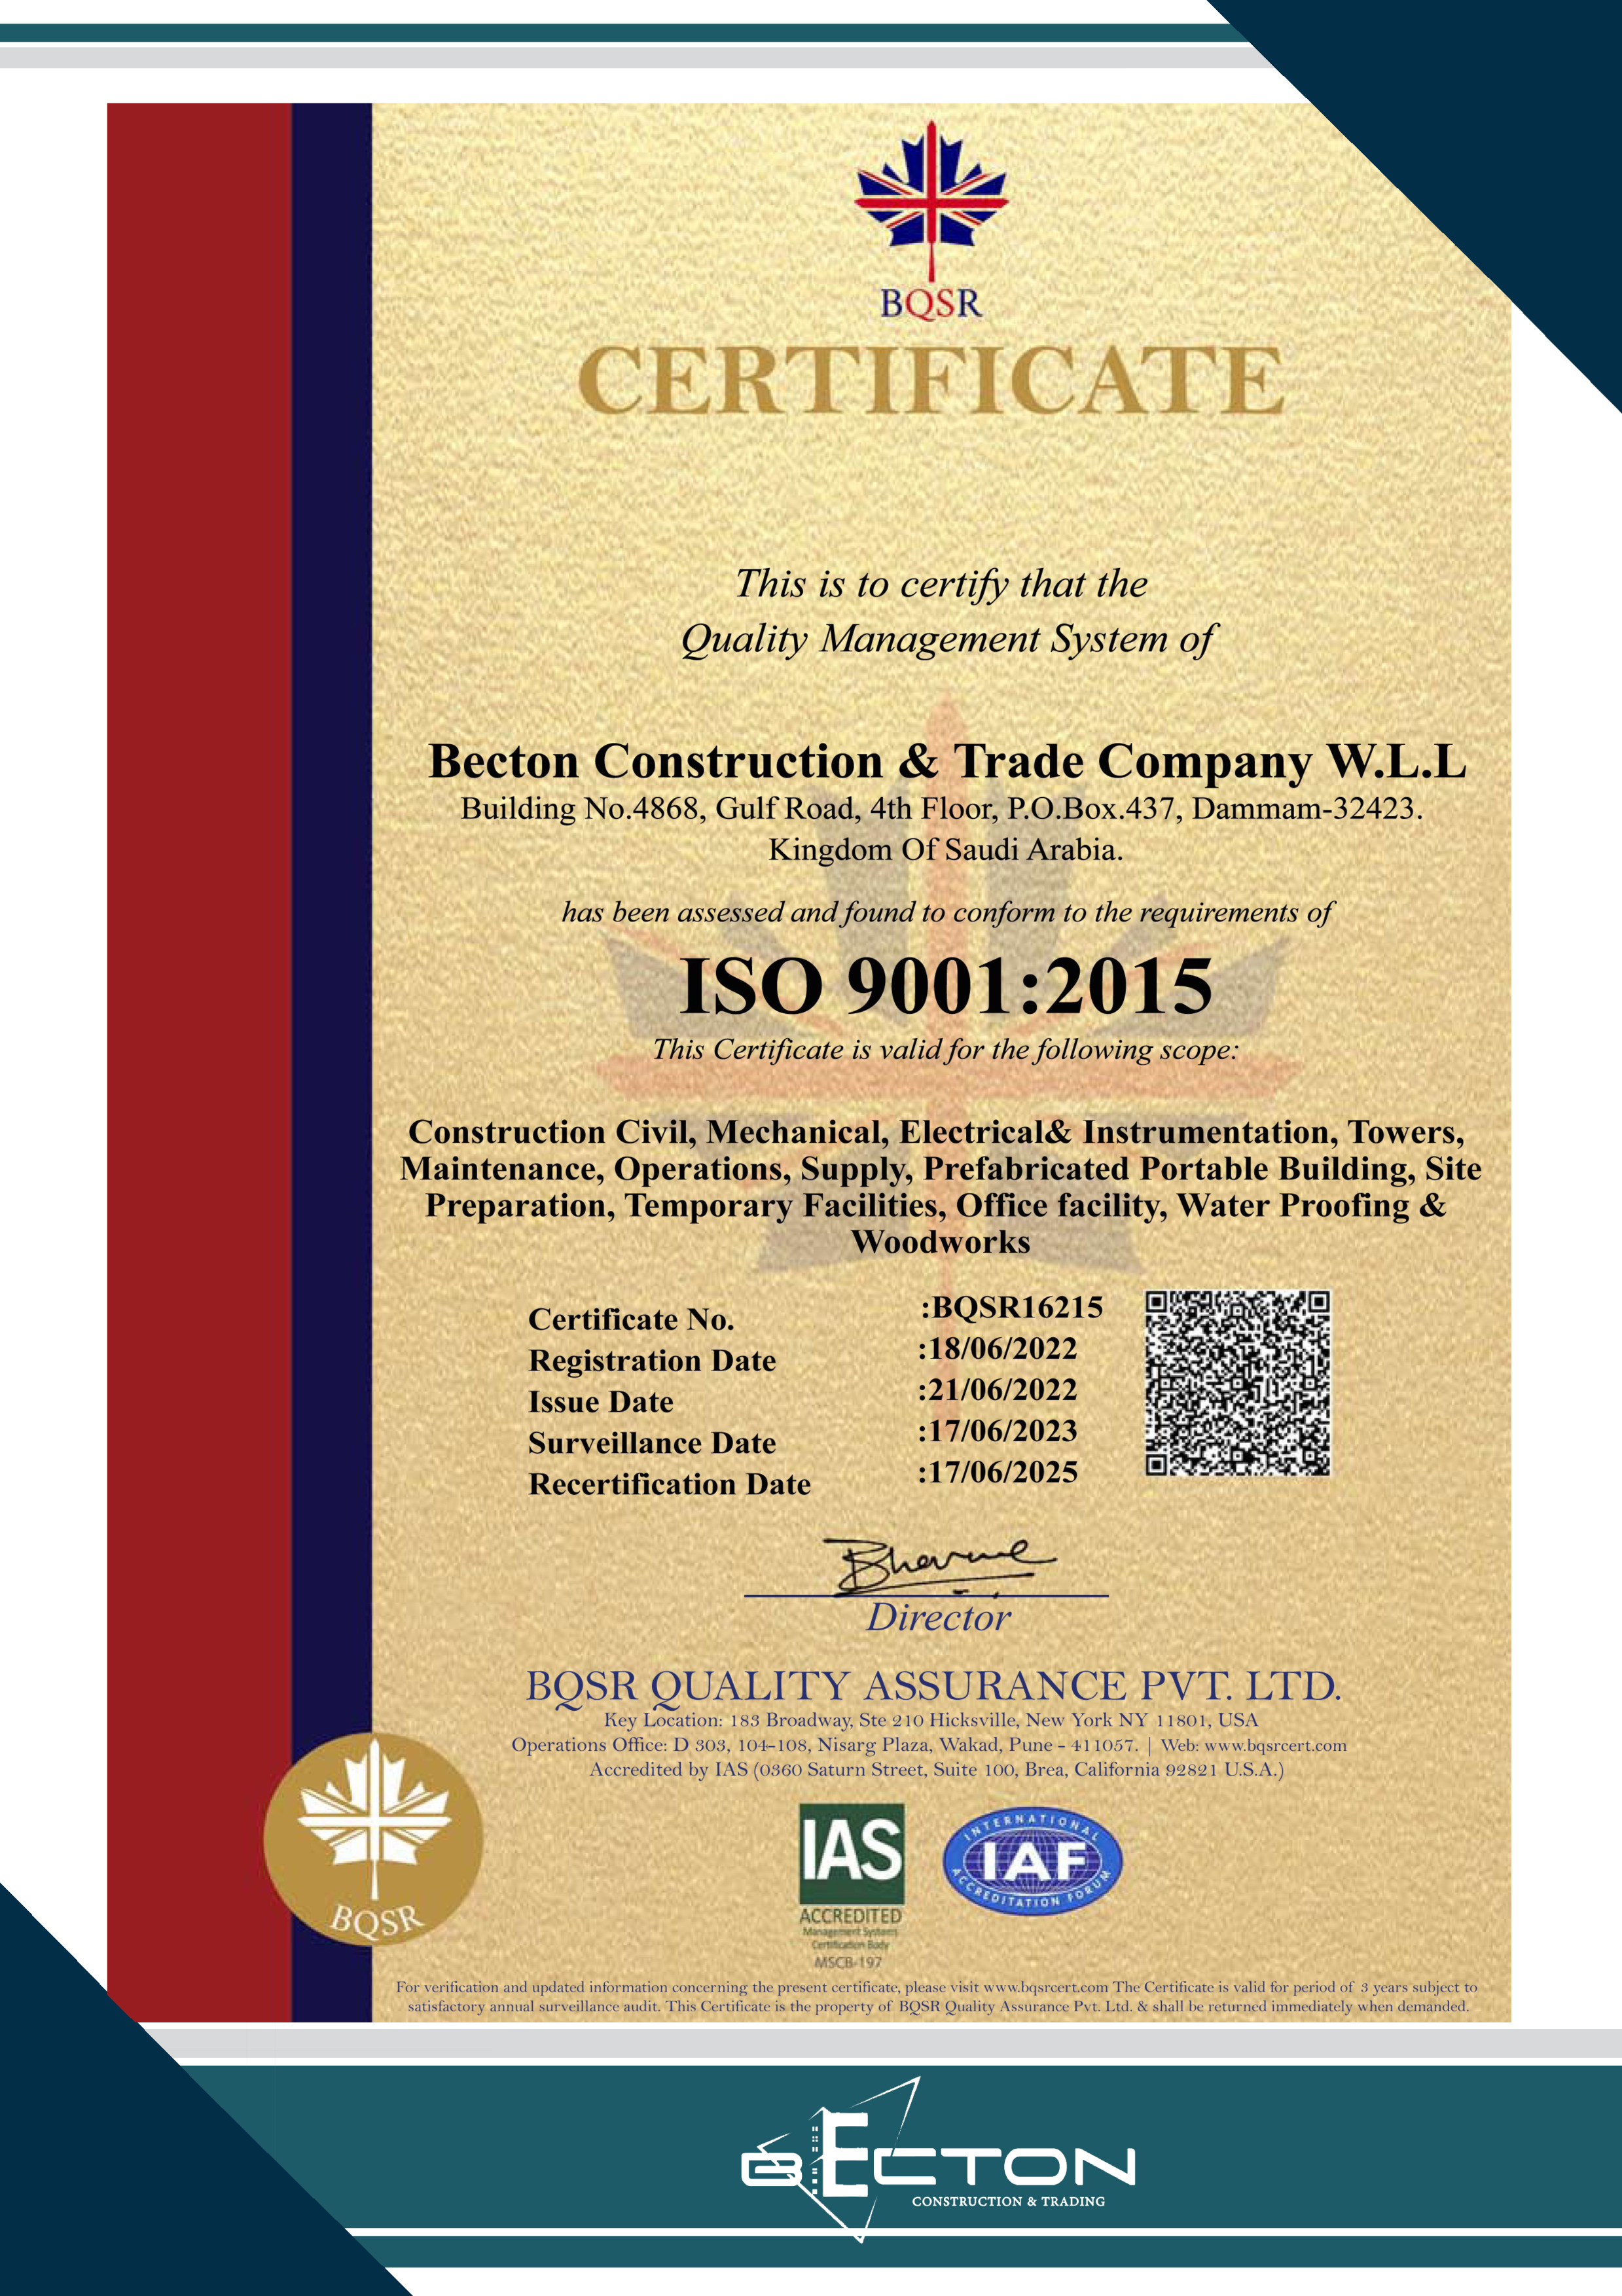 BQSR
CERTIFICATE
This is to certify that the
Quality Management System of
Becton Construction & Trade Company W.L.L
Building No.4868, Gulf Road, 4th Floor, P.O.Box.437, Dammam-32423.
Kingdom Of Saudi Arabia.
has been assessed and found to conform to the requirements of
ISO 9001:2015
This Certificate is valid for the following scope:
Construction Civil, Mechanical, Electrical& Instrumentation, Towers,
Maintenance, Operations, Supply, Prefabricated Portable Building, Site
Preparation, Temporary Facilities, Office facility, Water Proofing &
Woodworks
Certificate No. :BQSR16215
Registration Date :18/06/2022
Issue Date :21/06/2022
Surveillance Date :17/06/2023
Recertification Date :17/06/2025
Director
BQSR QUALITY ASSURANCE PVT. LTD.
Key Location: 183 Broadway, Ste 210 Hicksville, New York NY 11801, USA
Operations Office: D 303, 104-108, Nisarg Plaza, Wakad, Pune - 411057. | Web: www.bqsrcert.com
Accredited by IAS (0360 Saturn Street, Suite 100, Brea, California 92821 U.S.A.)
IAS
ACCREDITED
Management Systems
Certification Body
MSCB-197
INTERNATIONAL
IAF
ACCREDITATION FORUM
BQSR
For verification and updated information concerning the present certificate, please visit www.bqsrcert.com The Certificate is valid for period of 3 years subject to
satisfactory annual surveillance audit. This Certificate is the property of BQSR Quality Assurance Pvt. Ltd. & shall be returned immediately when demanded.
BECTON
CONSTRUCTION & TRADING